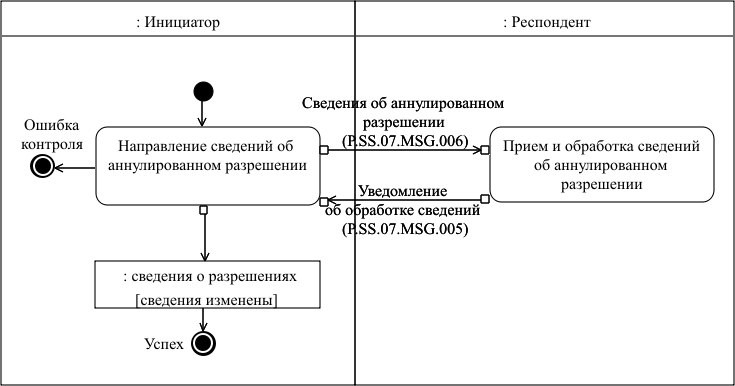 : Инициатор
: Респондент
Сведения об аннулированном
разрешении
(P.SS.07.MSG.006)
Ошибка
контроля
Направление сведений об
аннулированном разрешении
Прием и обработка сведений
об аннулированном
разрешении
Уведомление
об обработке сведений
(P.SS.07.MSG.005)
: сведения о разрешениях
[сведения изменены]
Успех